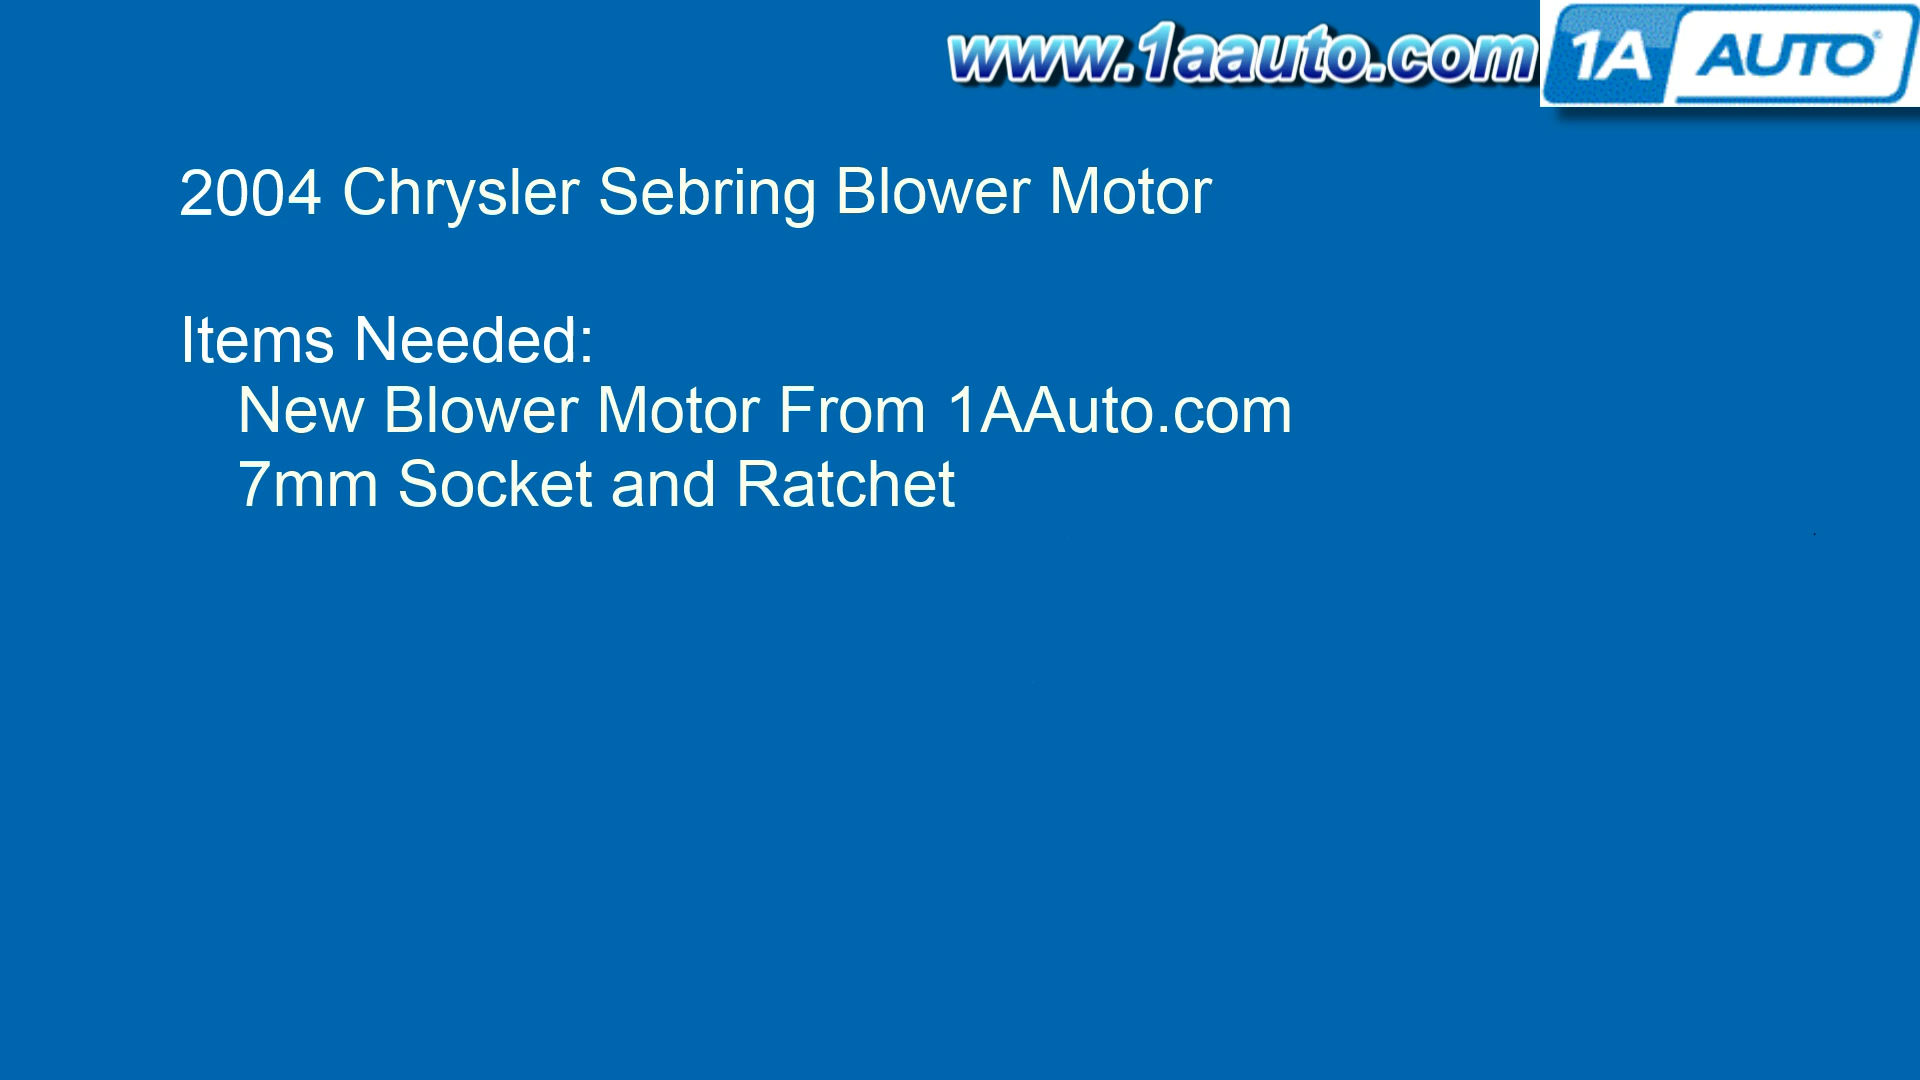 www.1aauto.com 1A AUTO
2004 Chrysler Sebring Blower Motor
Items Needed:
New Blower Motor From 1AAuto.com
7mm Socket and Ratchet